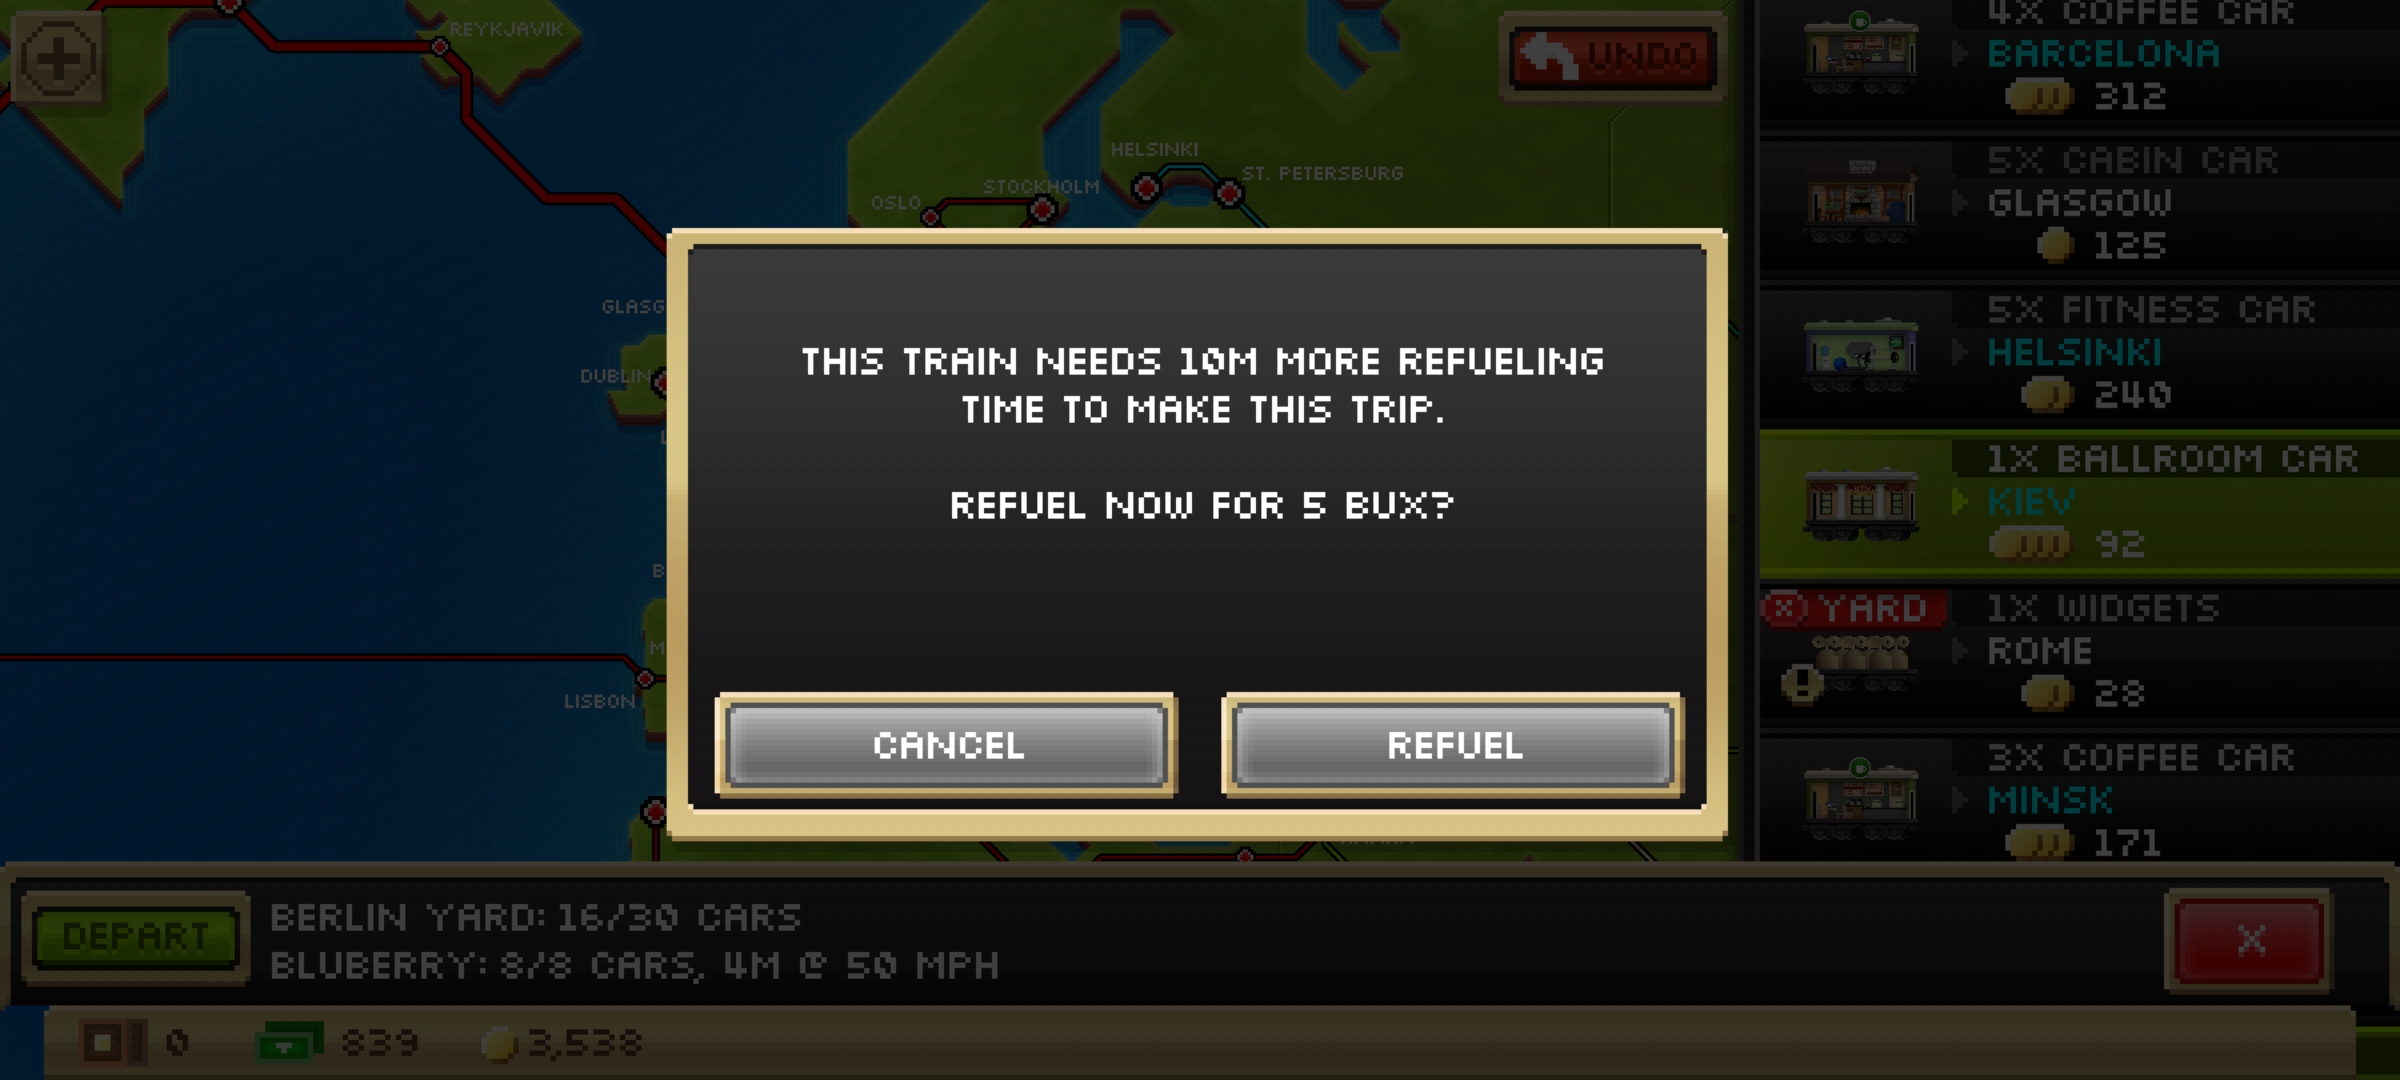 REYKJAVIK
UNDO
HELSINKI
ST. PETERSBURG
STOCKHOLM
OSLO
DUBLIN
LISBON
THIS TRAIN NEEDS 10M MORE REFUELING
TIME TO MAKE THIS TRIP.
REFUEL NOW FOR 5 BUX?
CANCEL
REFUEL
4X COFFEE CAR
BARCELONA
312
5X CABIN CAR
GLASGOW
125
5X FITNESS CAR
HELSINKI
240
1X BALLROOM CAR
KIEV
92
X YARD
1X WIDGETS
ROME
28
3X COFFEE CAR
MINSK
171
DEPART
BERLIN YARD: 16/30 CARS
BLUBERRY: 8/8 CARS, 4M @ 50 MPH
X
0
839
3,538